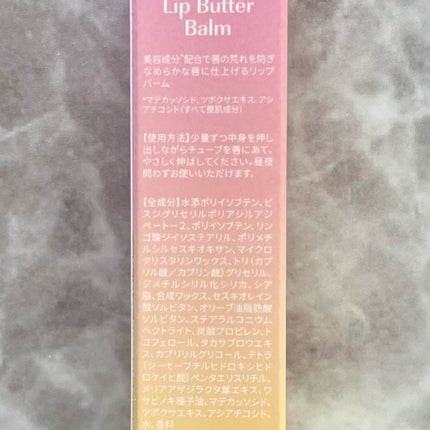 Lip Butter
Balm
美容成分*配合で唇の荒れを防ぎ
なめらかな唇に仕上げるリップ
バーム
*マデカッソシド、ツボクサエキス、アシ
アチコシド(すべて整肌成分)
【使用方法】少量ずつ中身を押し
出しながらチューブを唇にあて、
やさしく伸ばしてください。昼夜
問わずお使いいただけます。
【全成分】水添ポリイソブテン、ビ
スジグリセリルポリアシルアジ
ペート-2、ポリイソブテン、リン
ゴ酸ジイソステアリル、ポリメチ
ルシルセスキオキサン、マイクロ
クリスタリンワックス、トリ(カプ
リル酸/カプリン酸)グリセリル、
ジメチルシリル化シリカ、シア
脂、合成ワックス、セスキオレイン
酸ソルビタン、オリーブ油脂肪酸
ソルビタン、ステアラルコニウム
ヘクトライト、炭酸プロピレン、ト
コフェロール、タカサブロウエキ
ス、カプリリルグリコール、テトラ
(ジ-t-ブチルヒドロキシヒド
ロケイヒ酸)ペンタエリスリチル、
メリアアザジラクタ葉エキス、ワ
サビノキ種子油、マデカッソシド、
ツボクサエキス、アシアチコシド、
水、香料